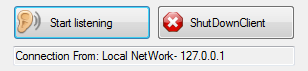 Start listening
ShutDownClient
Connection From: Local NetWork- 127.0.0.1